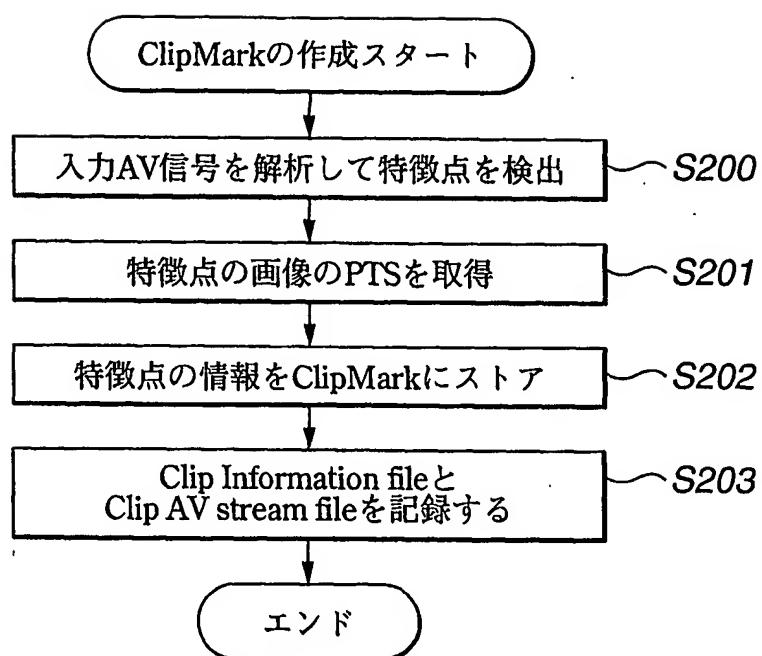 ClipMarkの作成スタート
入力AV信号を解析して特徴点を検出
S200
特徴点の画像のPTSを取得
S201
特徴点の情報をClipMarkにストア
S202
Clip Information fileと
Clip AV stream fileを記録する
S203
エンド